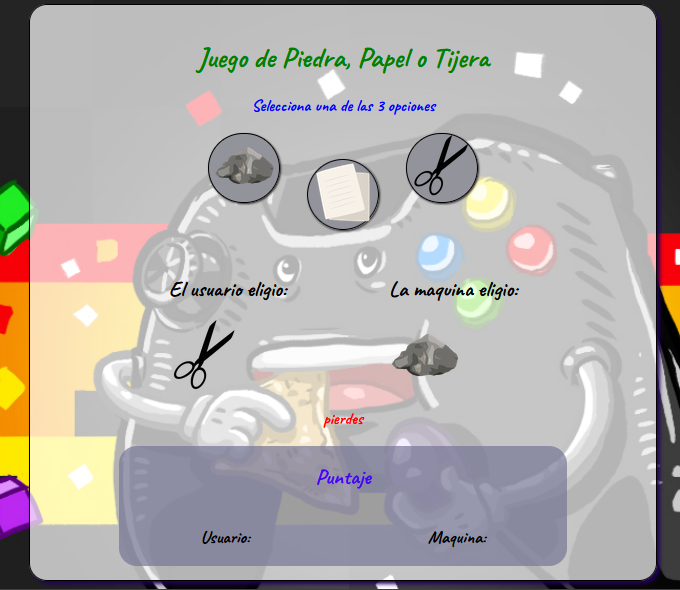 Juego de Piedra, Papel o Tijera
Selecciona una de las 3 opciones
El usuario eligio:
La maquina eligio:
pierdes
Puntaje
Usuario:
Maquina: